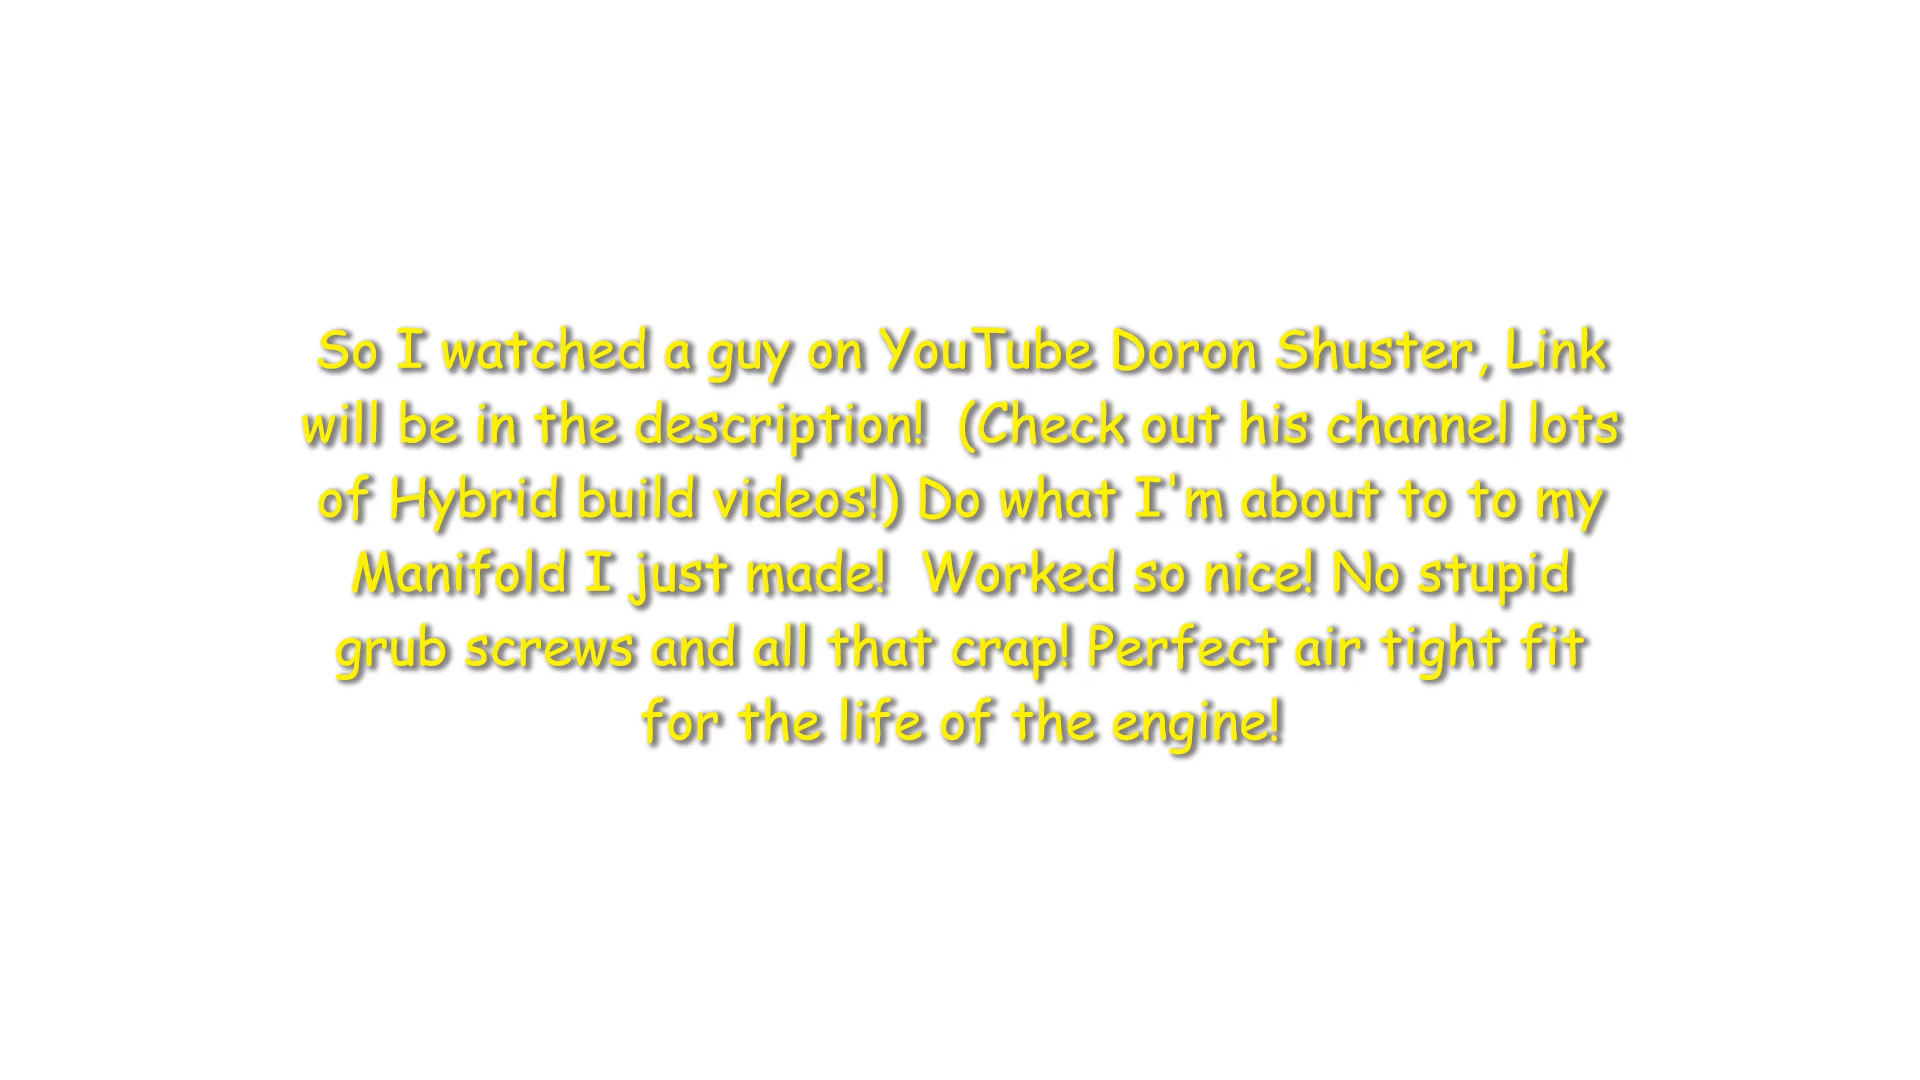 So I watched a guy on YouTube Doron Shuster, Link
will be in the description!  (Check out his channel lots
of Hybrid build videos!) Do what I'm about to to my
Manifold I just made!  Worked so nice! No stupid
grub screws and all that crap! Perfect air tight fit
for the life of the engine!